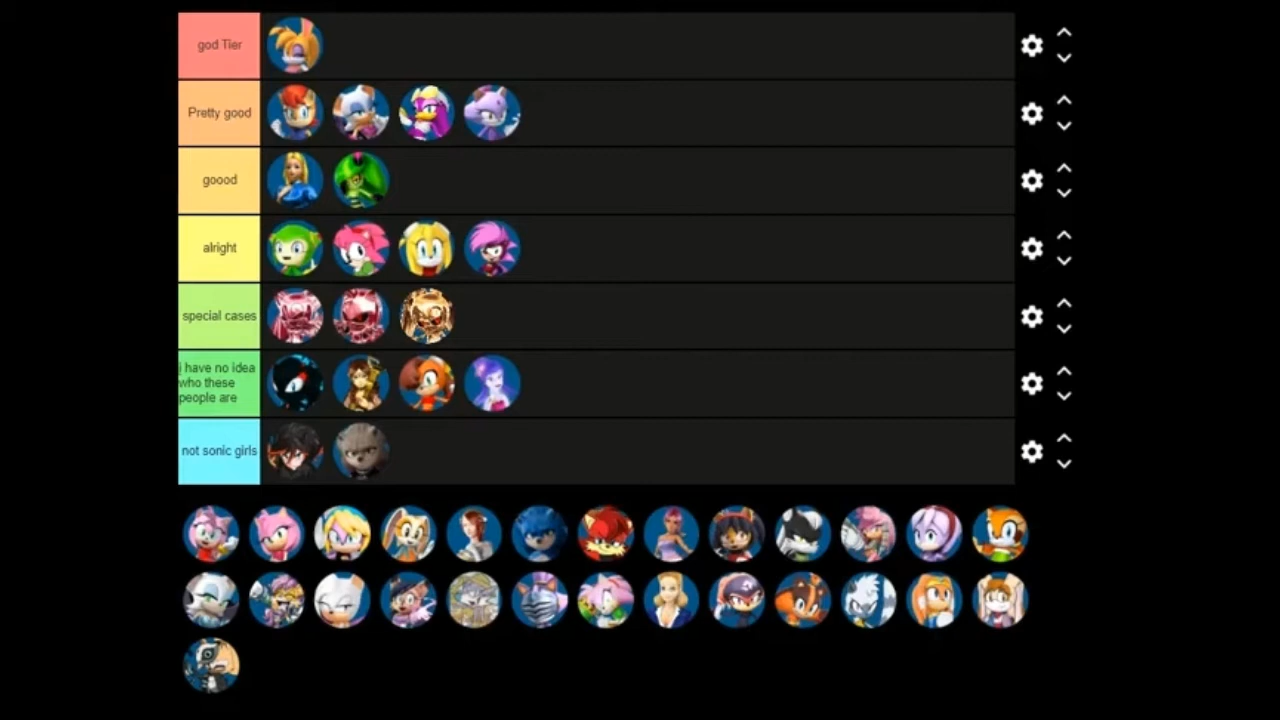 god Tier
Pretty good
goood
alright
special cases
i have no idea
who these
people are
not sonic girls